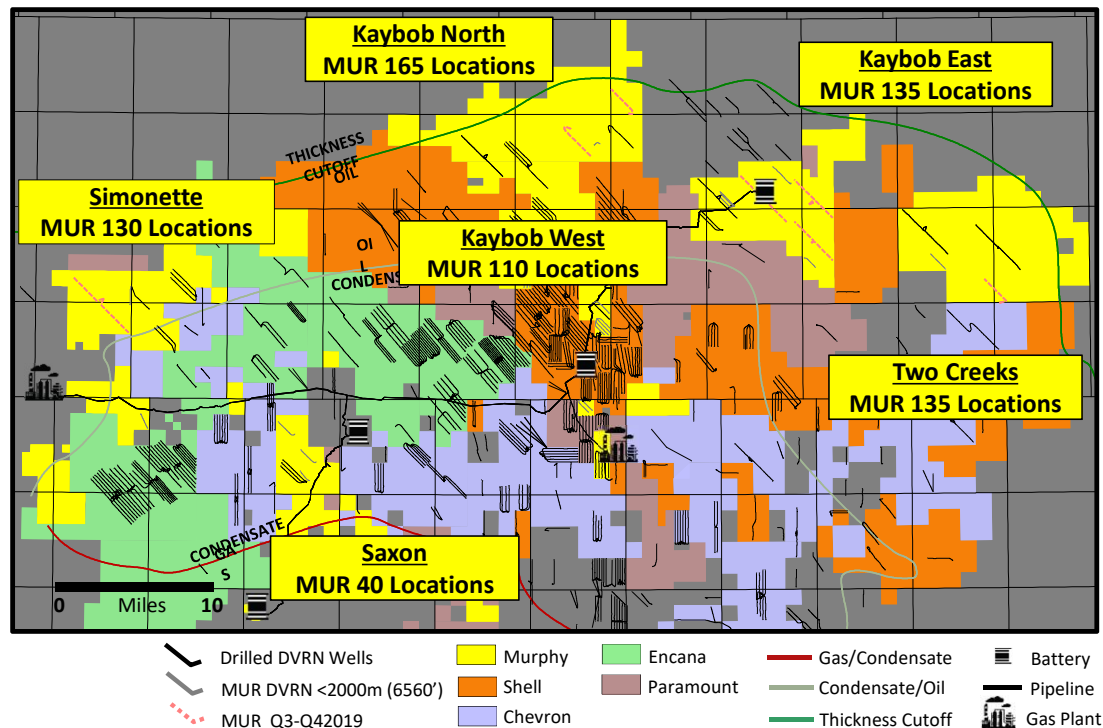 Kaybob North
MUR 165 Locations
Kaybob East
MUR 135 Locations
THICKNESS
CUTOFF
OIL
Simonette
MUR 130 Locations
Kaybob West
MUR 110 Locations
OI
L
CONDENS
Two Creeks
MUR 135 Locations
CONDENSATE
GA
S
Saxon
MUR 40 Locations
0 Miles 10
Drilled DVRN Wells
MUR DVRN <2000m (6560’)
MUR Q3-Q42019
Murphy
Shell
Chevron
Encana
Paramount
Gas/Condensate
Condensate/Oil
Thickness Cutoff
Battery
Pipeline
Gas Plant